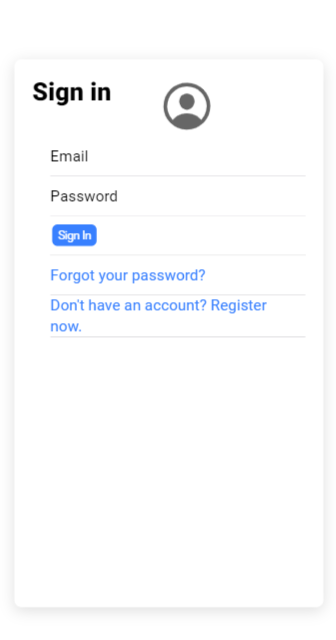 Sign in
Email
Password
Sign In
Forgot your password?
Don't have an account? Register
now.